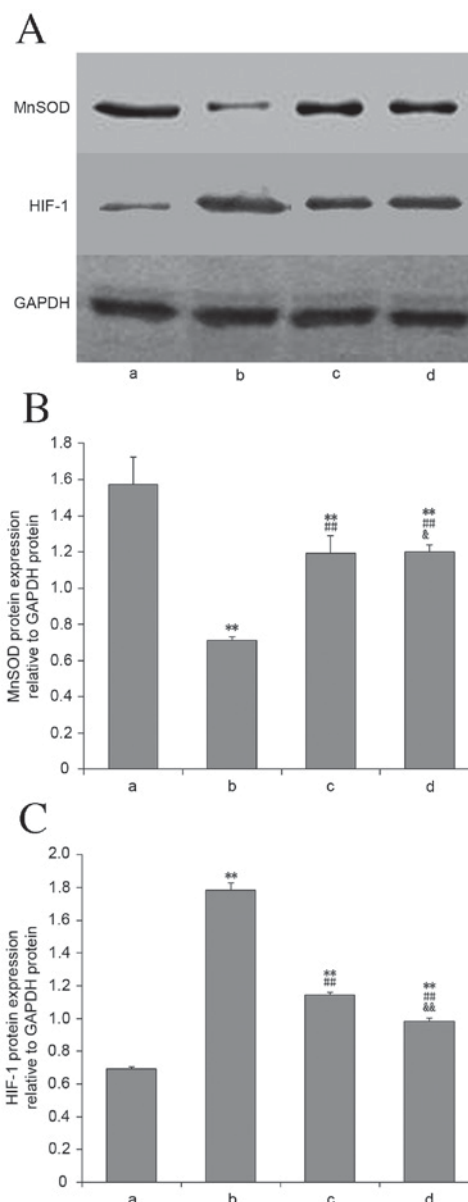 A
MnSOD
HIF-1
GAPDH
a b c d
B
MnSOD protein expression
relative to GAPDH protein
1.8
1.6
1.4
1.2
1.0
0.8
0.6
0.4
0.2
0
**
**
##
**
##
&
a b c d
C
HIF-1 protein expression
relative to GAPDH protein
2.0
1.8
1.6
1.4
1.2
1.0
0.8
0.6
0.4
0.2
0
**
**
##
**
##
&&
a b c d